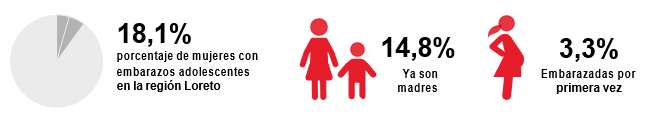 18,1%
porcentaje de mujeres con
embarazos adolescentes
en la región Loreto
14,8%
Ya son
madres
3,3%
Embarazadas por
primera vez